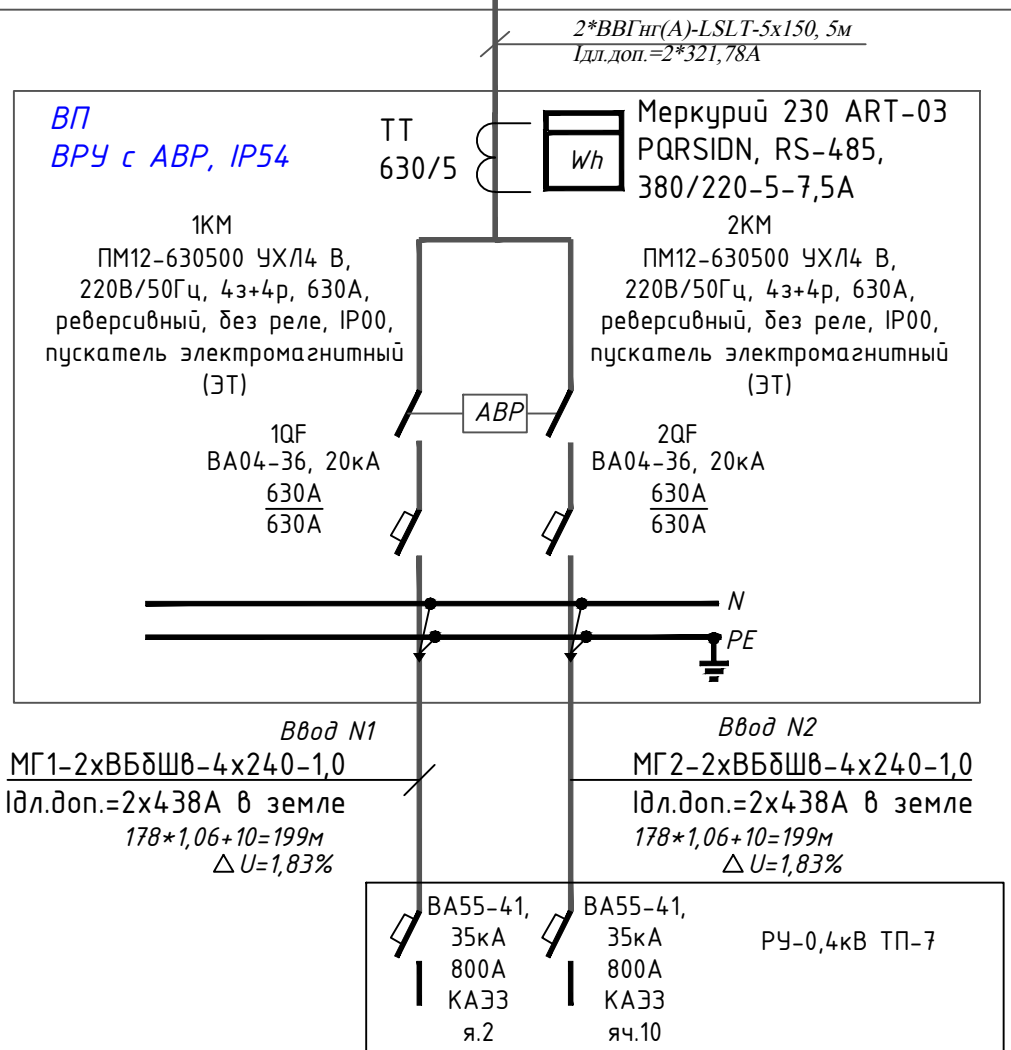 2*ВВГнг(А)-LSLT-5x150, 5м
Iдл.доп.=2*321,78А
ВП
ВРУ с АВР, IP54
ТТ
630/5
Wh
Меркурий 230 ART-03
PQRSIDN, RS-485,
380/220-5-7,5А
1КМ
ПМ12-630500 УХЛ4 В,
220В/50Гц, 4з+4р, 630А,
реверсивный, без реле, IP00,
пускатель электромагнитный
(ЭТ)
2КМ
ПМ12-630500 УХЛ4 В,
220В/50Гц, 4з+4р, 630А,
реверсивный, без реле, IP00,
пускатель электромагнитный
(ЭТ)
АВР
1QF
ВА04-36, 20кА
630А
630А
2QF
ВА04-36, 20кА
630А
630А
N
PE
Ввод N1
МГ1-2хВБбШв-4х240-1,0
Iдл.доп.=2х438А в земле
178*1,06+10=199м
△U=1,83%
Ввод N2
МГ2-2хВБбШв-4х240-1,0
Iдл.доп.=2х438А в земле
178*1,06+10=199м
△U=1,83%
ВА55-41,
35кА
800А
КАЭЗ
я.2
ВА55-41,
35кА
800А
КАЭЗ
яч.10
РУ-0,4кВ ТП-7